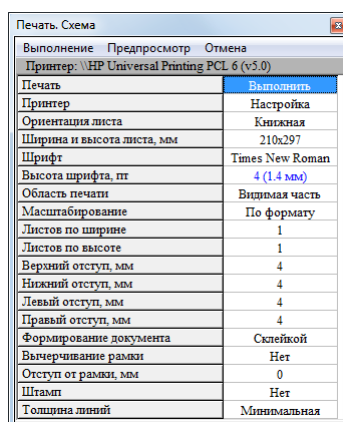 Печать. Схема
Выполнение Предпросмотр Отмена
Принтер: \\HP Universal Printing PCL 6 (v5.0)
Печать Выполнить
Принтер Настройка
Ориентация листа Книжная
Ширина и высота листа, мм 210x297
Шрифт Times New Roman
Высота шрифта, пт 4 (1.4 мм)
Область печати Видимая часть
Масштабирование По формату
Листов по ширине 1
Листов по высоте 1
Верхний отступ, мм 4
Нижний отступ, мм 4
Левый отступ, мм 4
Правый отступ, мм 4
Формирование документа Склейкой
Вычерчивание рамки Нет
Отступ от рамки, мм 0
Штамп Нет
Толщина линий Минимальная